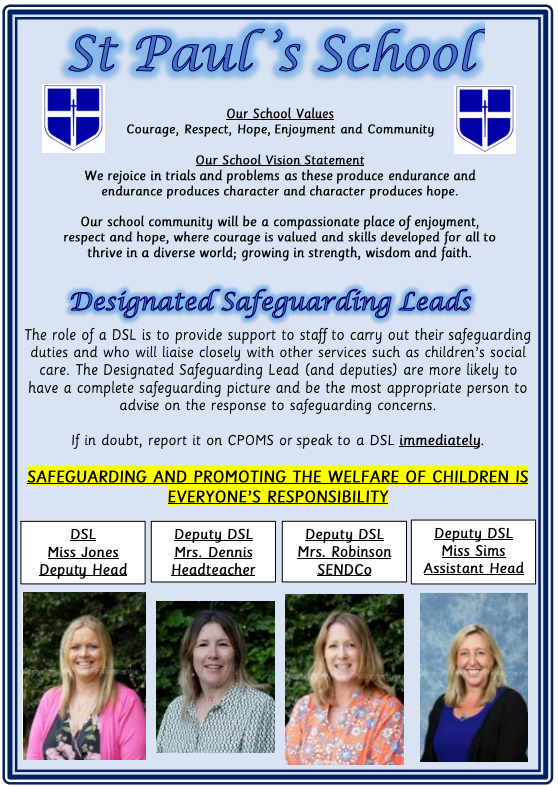 St Paul's School
Our School Values
Courage, Respect, Hope, Enjoyment and Community
Our School Vision Statement
We rejoice in trials and problems as these produce endurance and
endurance produces character and character produces hope.
Our school community will be a compassionate place of enjoyment,
respect and hope, where courage is valued and skills developed for all to
thrive in a diverse world; growing in strength, wisdom and faith.
Designated Safeguarding Leads
The role of a DSL is to provide support to staff to carry out their safeguarding
duties and who will liaise closely with other services such as children's social
care. The Designated Safeguarding Lead (and deputies) are more likely to
have a complete safeguarding picture and be the most appropriate person to
advise on the response to safeguarding concerns.
If in doubt, report it on CPOMS or speak to a DSL immediately.
SAFEGUARDING AND PROMOTING THE WELFARE OF CHILDREN IS
EVERYONE'S RESPONSIBILITY
DSL
Miss Jones
Deputy Head
Deputy DSL
Mrs. Dennis
Headteacher
Deputy DSL
Mrs. Robinson
SENDCo
Deputy DSL
Miss Sims
Assistant Head